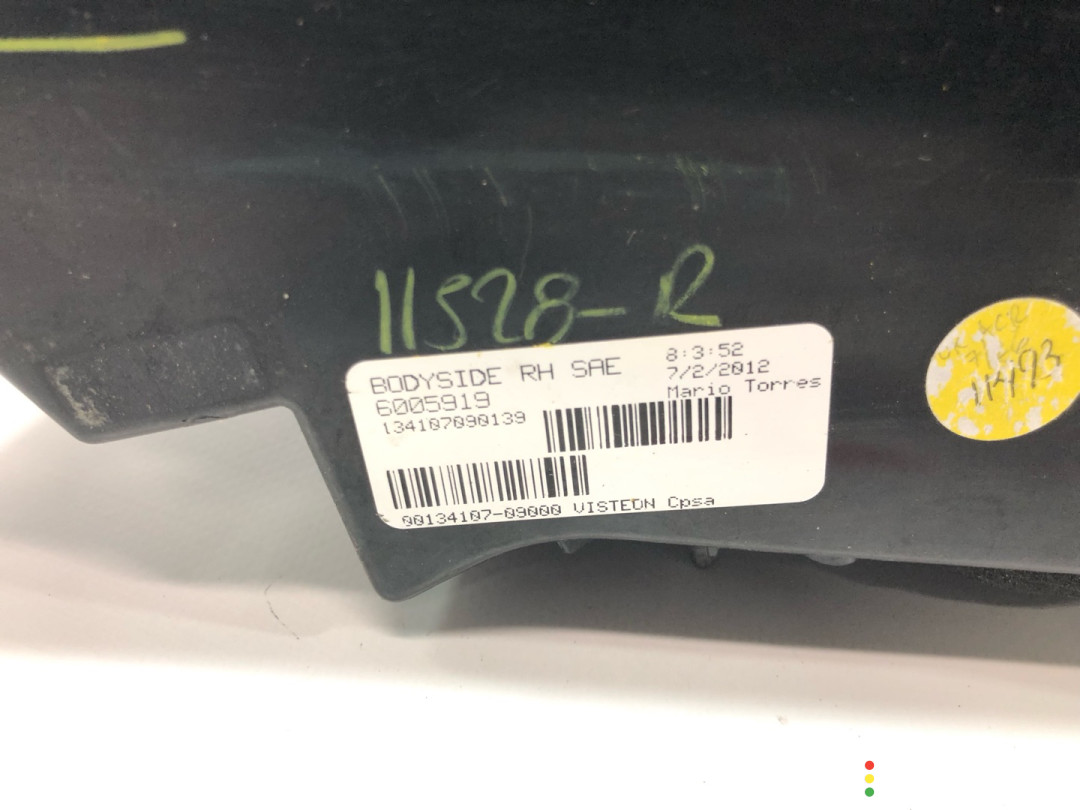 11528-R
BODYSIDE RH SAE
8:3:52
6005919
7/2/2012
134107090139
Mario Torres
00134107-09000 VISTEON Cpsa
11493